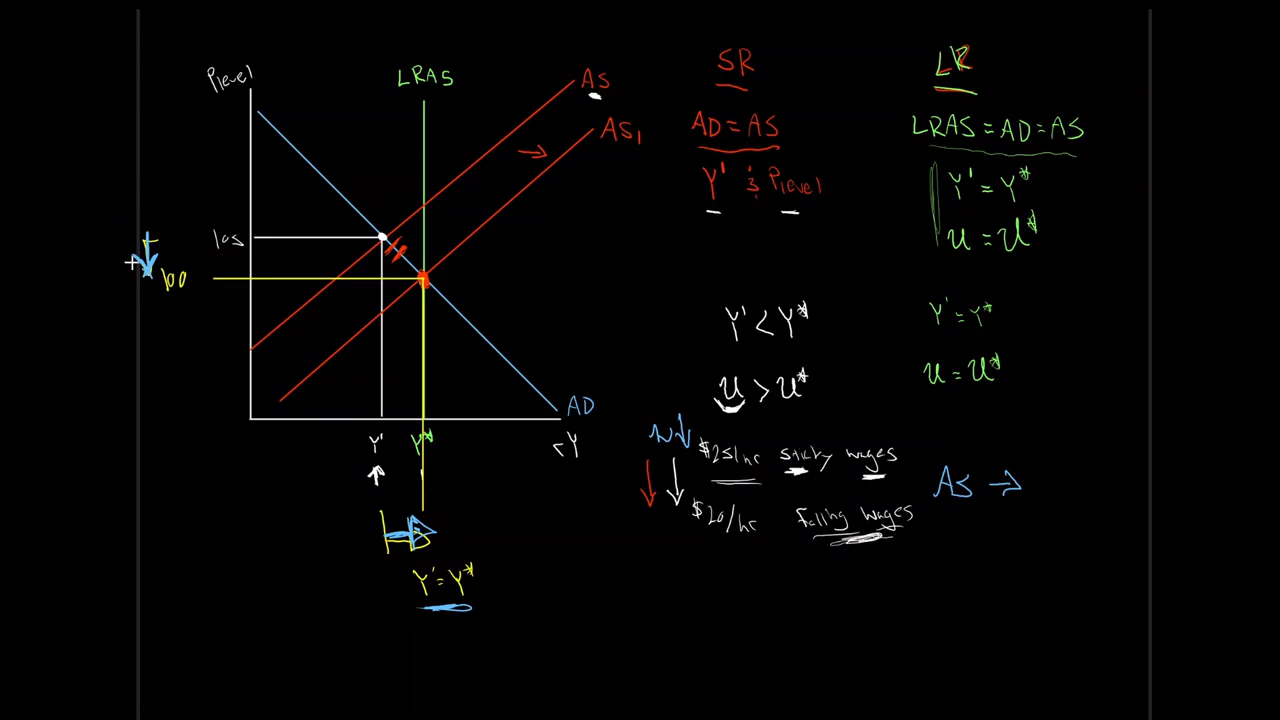 Plevel
LRAS
AS
AS1
105
100
AD
Y
Y'
Y*
Y'=Y*
SR
AD=AS
Y' & Plevel
LR
LRAS=AD=AS
Y'=Y*
u=u*
Y'<Y*
u>u*
Y'=Y*
u=u*
W↓
$25/hr sticky wages
$20/hr falling wages
AS →